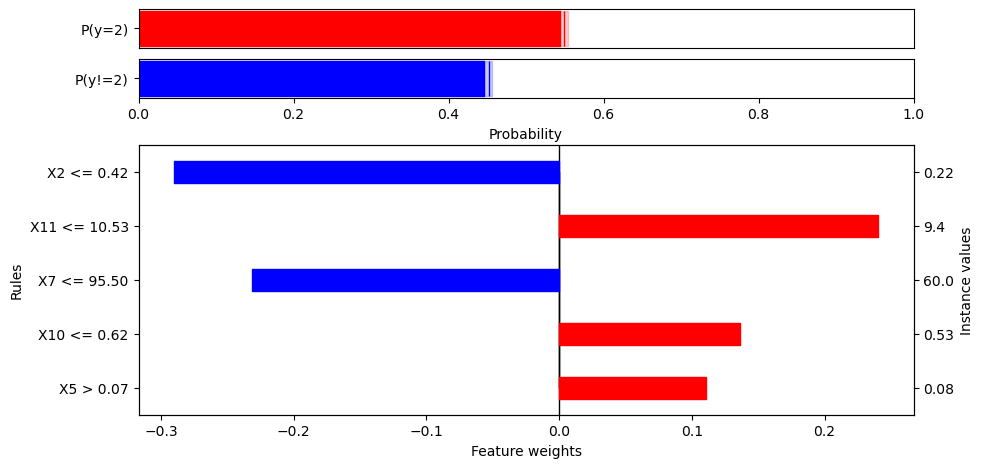 P(y=2)
P(y!=2)
0.0 0.2 0.4 0.6 0.8 1.0
Probability
X2 <= 0.42 0.22
X11 <= 10.53 9.4
X7 <= 95.50 60.0
X10 <= 0.62 0.53
X5 > 0.07 0.08
Rules
Instance values
−0.3 −0.2 −0.1 0.0 0.1 0.2
Feature weights